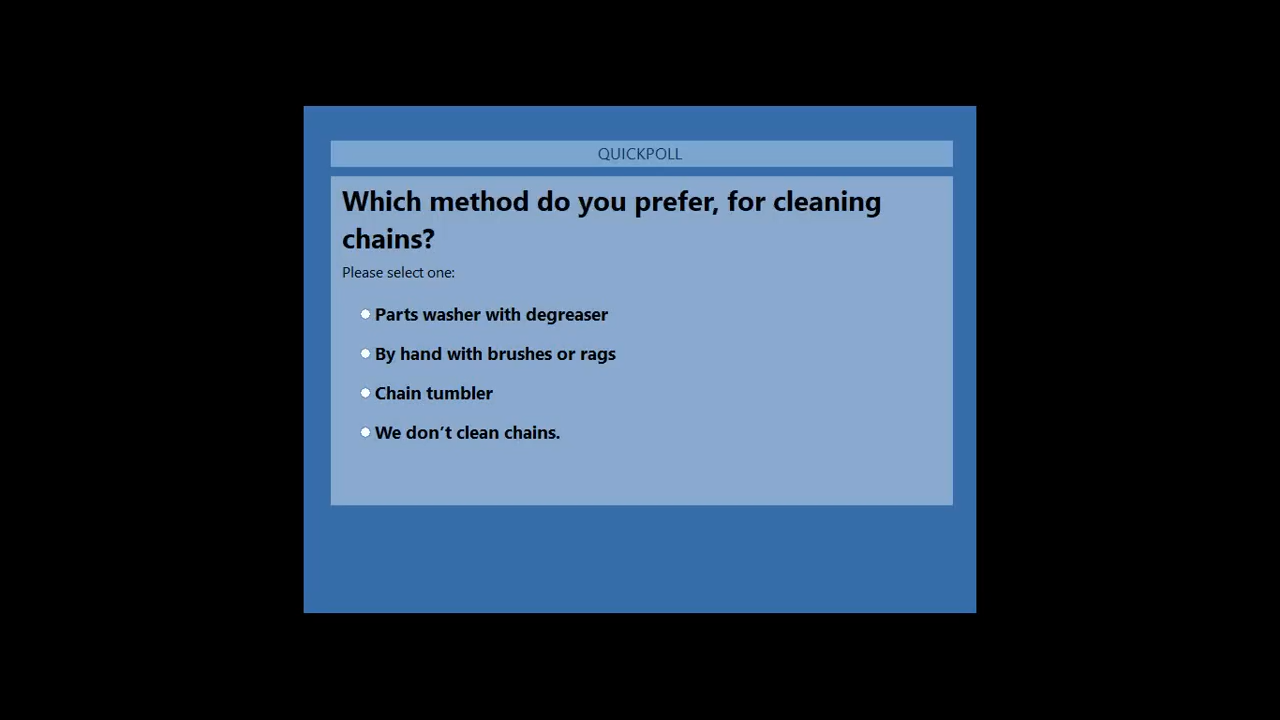 QUICKPOLL
Which method do you prefer, for cleaning
chains?
Please select one:
Parts washer with degreaser
By hand with brushes or rags
Chain tumbler
We don’t clean chains.